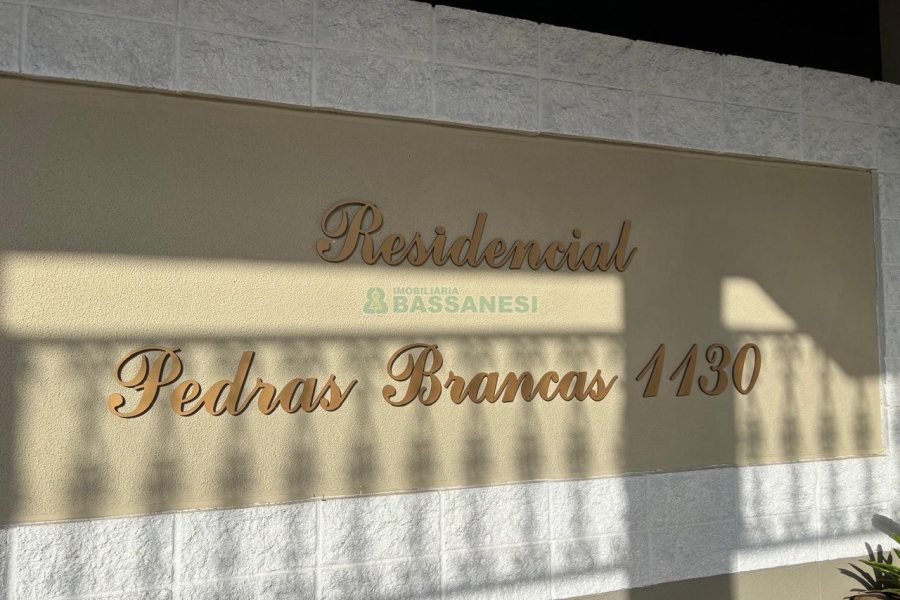 Residencial
IMOBILIÁRIA
BASSANESI
Pedras Brancas 1130